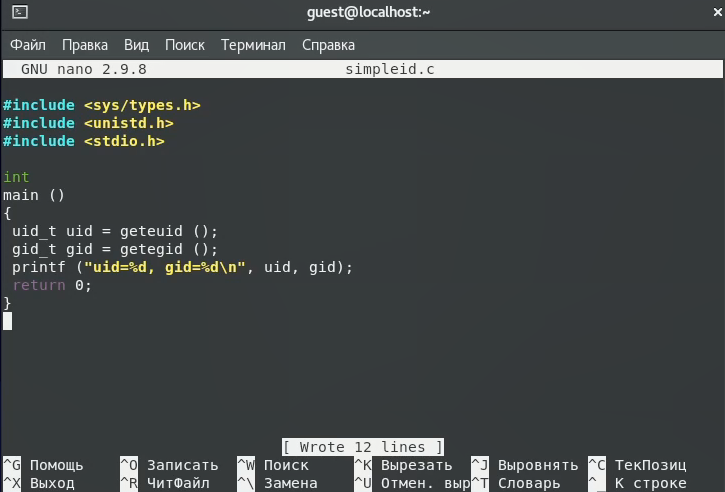 guest@localhost:~
Файл Правка Вид Поиск Терминал Справка
GNU nano 2.9.8 simpleid.c
#include <sys/types.h>
#include <unistd.h>
#include <stdio.h>
int
main ()
{
uid_t uid = geteuid ();
gid_t gid = getegid ();
printf ("uid=%d, gid=%d\n", uid, gid);
return 0;
}
[ Wrote 12 lines ]
^G Помощь ^O Записать ^W Поиск ^K Вырезать ^J Выровнять ^C ТекПозиц
^X Выход ^R ЧитФайл ^\ Замена ^U Отмен. выр^T Словарь ^_ К строке